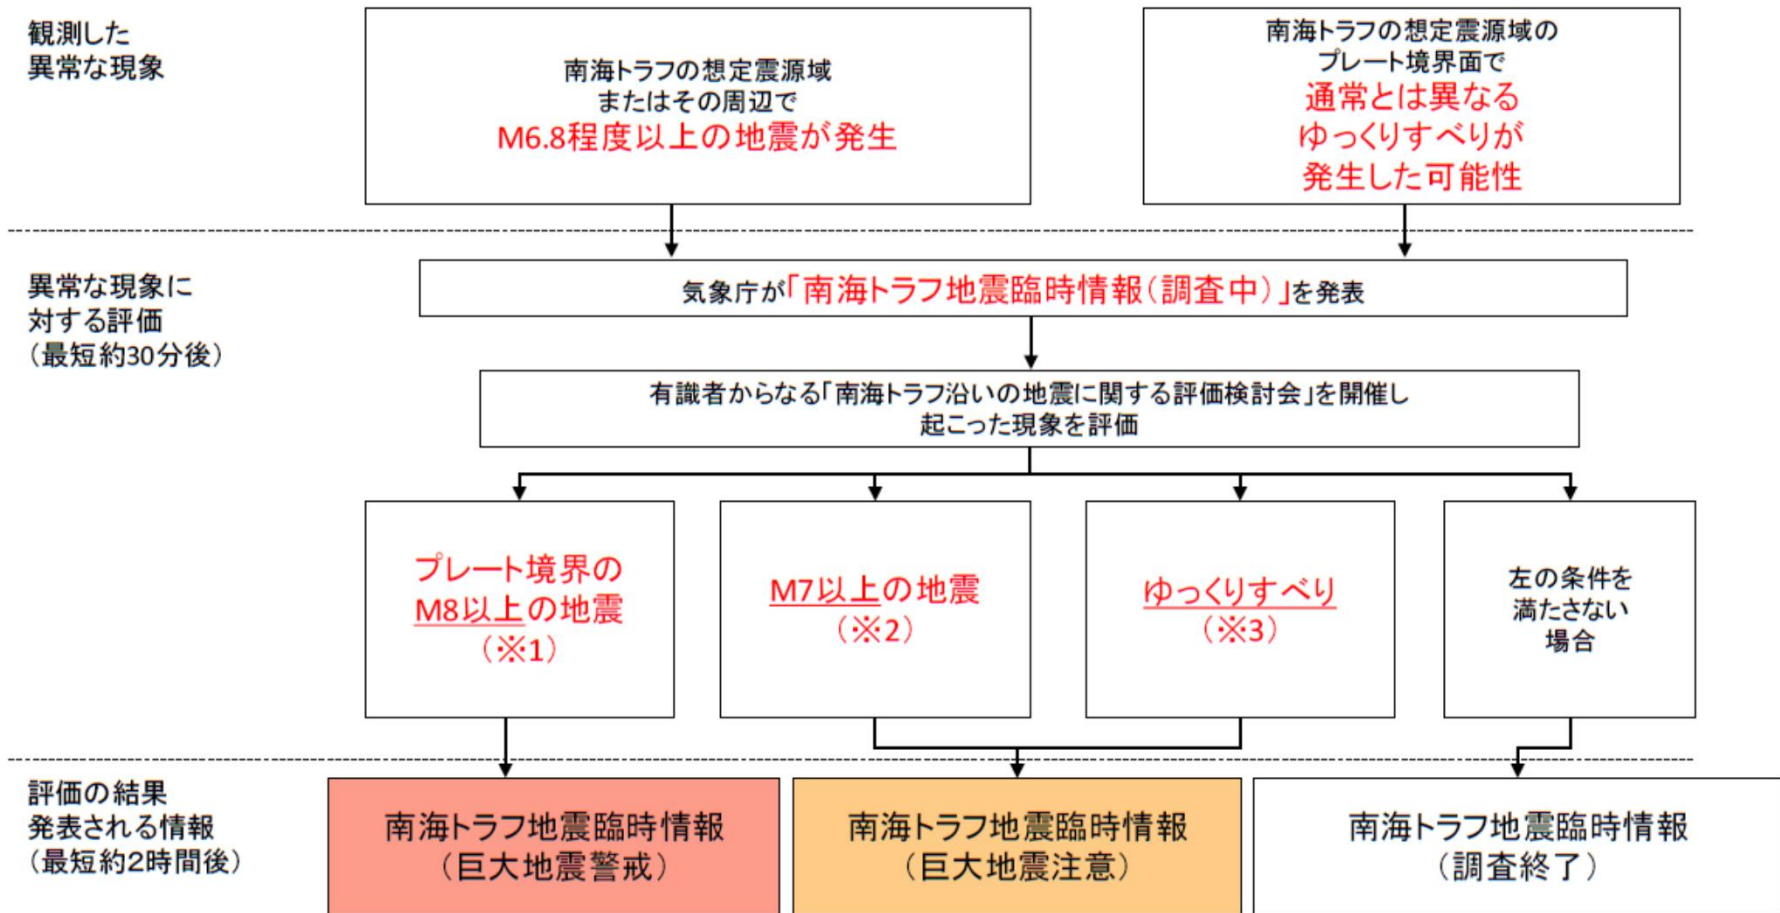 観測した
異常な現象
南海トラフの想定震源域
またはその周辺で
M6.8程度以上の地震が発生
南海トラフの想定震源域の
プレート境界面で
通常とは異なる
ゆっくりすべりが
発生した可能性
異常な現象に
対する評価
(最短約30分後)
気象庁が「南海トラフ地震臨時情報(調査中)」を発表
有識者からなる「南海トラフ沿いの地震に関する評価検討会」を開催し
起こった現象を評価
プレート境界の
M8以上の地震
(※1)
M7以上の地震
(※2)
ゆっくりすべり
(※3)
左の条件を
満たさない
場合
評価の結果
発表される情報
(最短約2時間後)
南海トラフ地震臨時情報
(巨大地震警戒)
南海トラフ地震臨時情報
(巨大地震注意)
南海トラフ地震臨時情報
(調査終了)